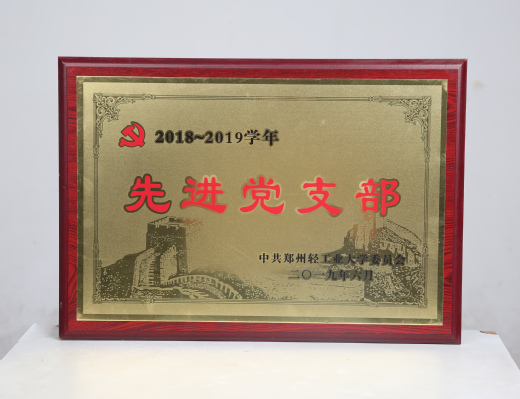 2018~2019学年
先进党支部
中共郑州轻工业大学委员会
二〇一九年六月